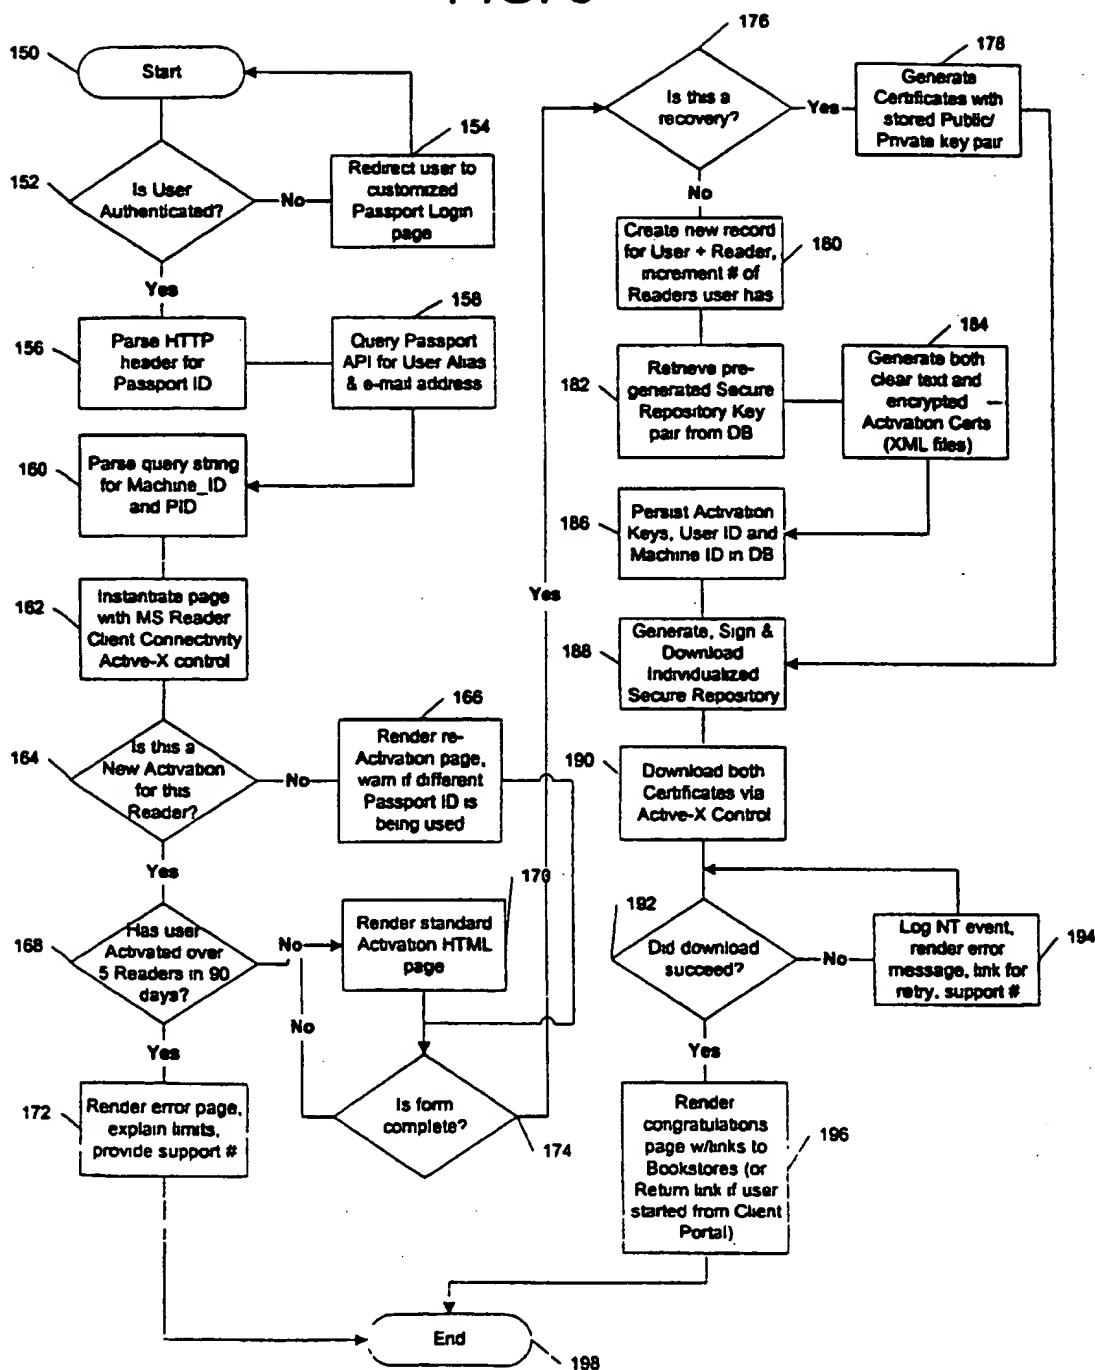 150
Start
154
Redirect user to
customized
Passport Login
page
152
Is User
Authenticated?
No
Yes
156
Parse HTTP
header for
Passport ID
158
Query Passport
API for User Alias
& e-mail address
160
Parse query string
for Machine_ID
and PID
162
Instantiate page
with MS Reader
Client Connectivity
Active-X control
164
Is this a
New Activation
for this
Reader?
No
166
Render re-
Activation page,
warn if different
Passport ID is
being used
Yes
168
Has user
Activated over
5 Readers in 90
days?
No
170
Render standard
Activation HTML
page
No
Yes
172
Render error page,
explain limits,
provide support #
Is form
complete?
174
Yes
176
Is this a
recovery?
Yes
178
Generate
Certificates with
stored Public/
Private key pair
No
Create new record
for User + Reader,
increment # of
Readers user has
180
182
Retrieve pre-
generated Secure
Repository Key
pair from DB
184
Generate both
clear text and
encrypted
Activation Certs
(XML files)
186
Persist Activation
Keys, User ID and
Machine ID in DB
188
Generate, Sign &
Download
Individualized
Secure Repository
190
Download both
Certificates via
Active-X Control
192
Did download
succeed?
No
Log NT event,
render error
message, link for
retry, support #
194
Yes
Render
congratulations
page w/links to
Bookstores (or
Return link if user
started from Client
Portal)
196
End
198